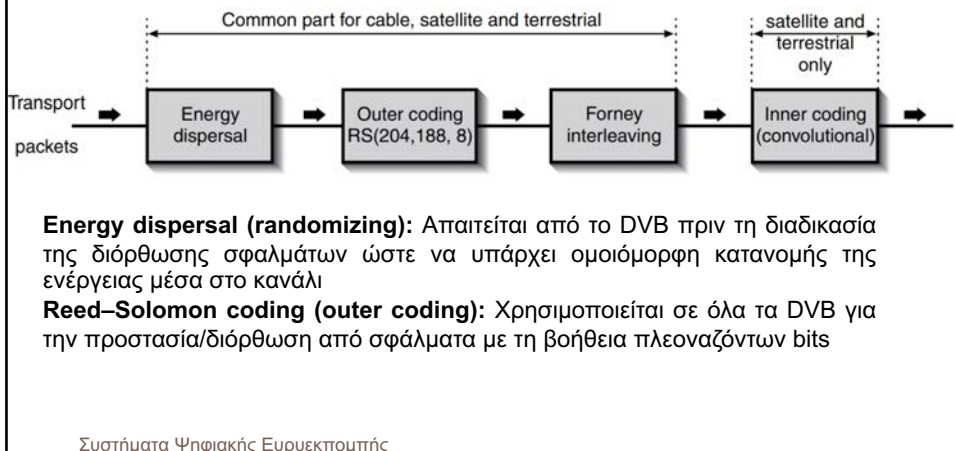 Common part for cable, satellite and terrestrial
satellite and
terrestrial
only
Transport
packets
Energy
dispersal
Outer coding
RS(204,188, 8)
Forney
interleaving
Inner coding
(convolutional)
Energy dispersal (randomizing): Απαιτείται από το DVB πριν τη διαδικασία
της διόρθωσης σφαλμάτων ώστε να υπάρχει ομοιόμορφη κατανομής της
ενέργειας μέσα στο κανάλι
Reed–Solomon coding (outer coding): Χρησιμοποιείται σε όλα τα DVB για
την προστασία/διόρθωση από σφάλματα με τη βοήθεια πλεοναζόντων bits
Συστήματα Ψηφιακής Ευρυεκπομπής